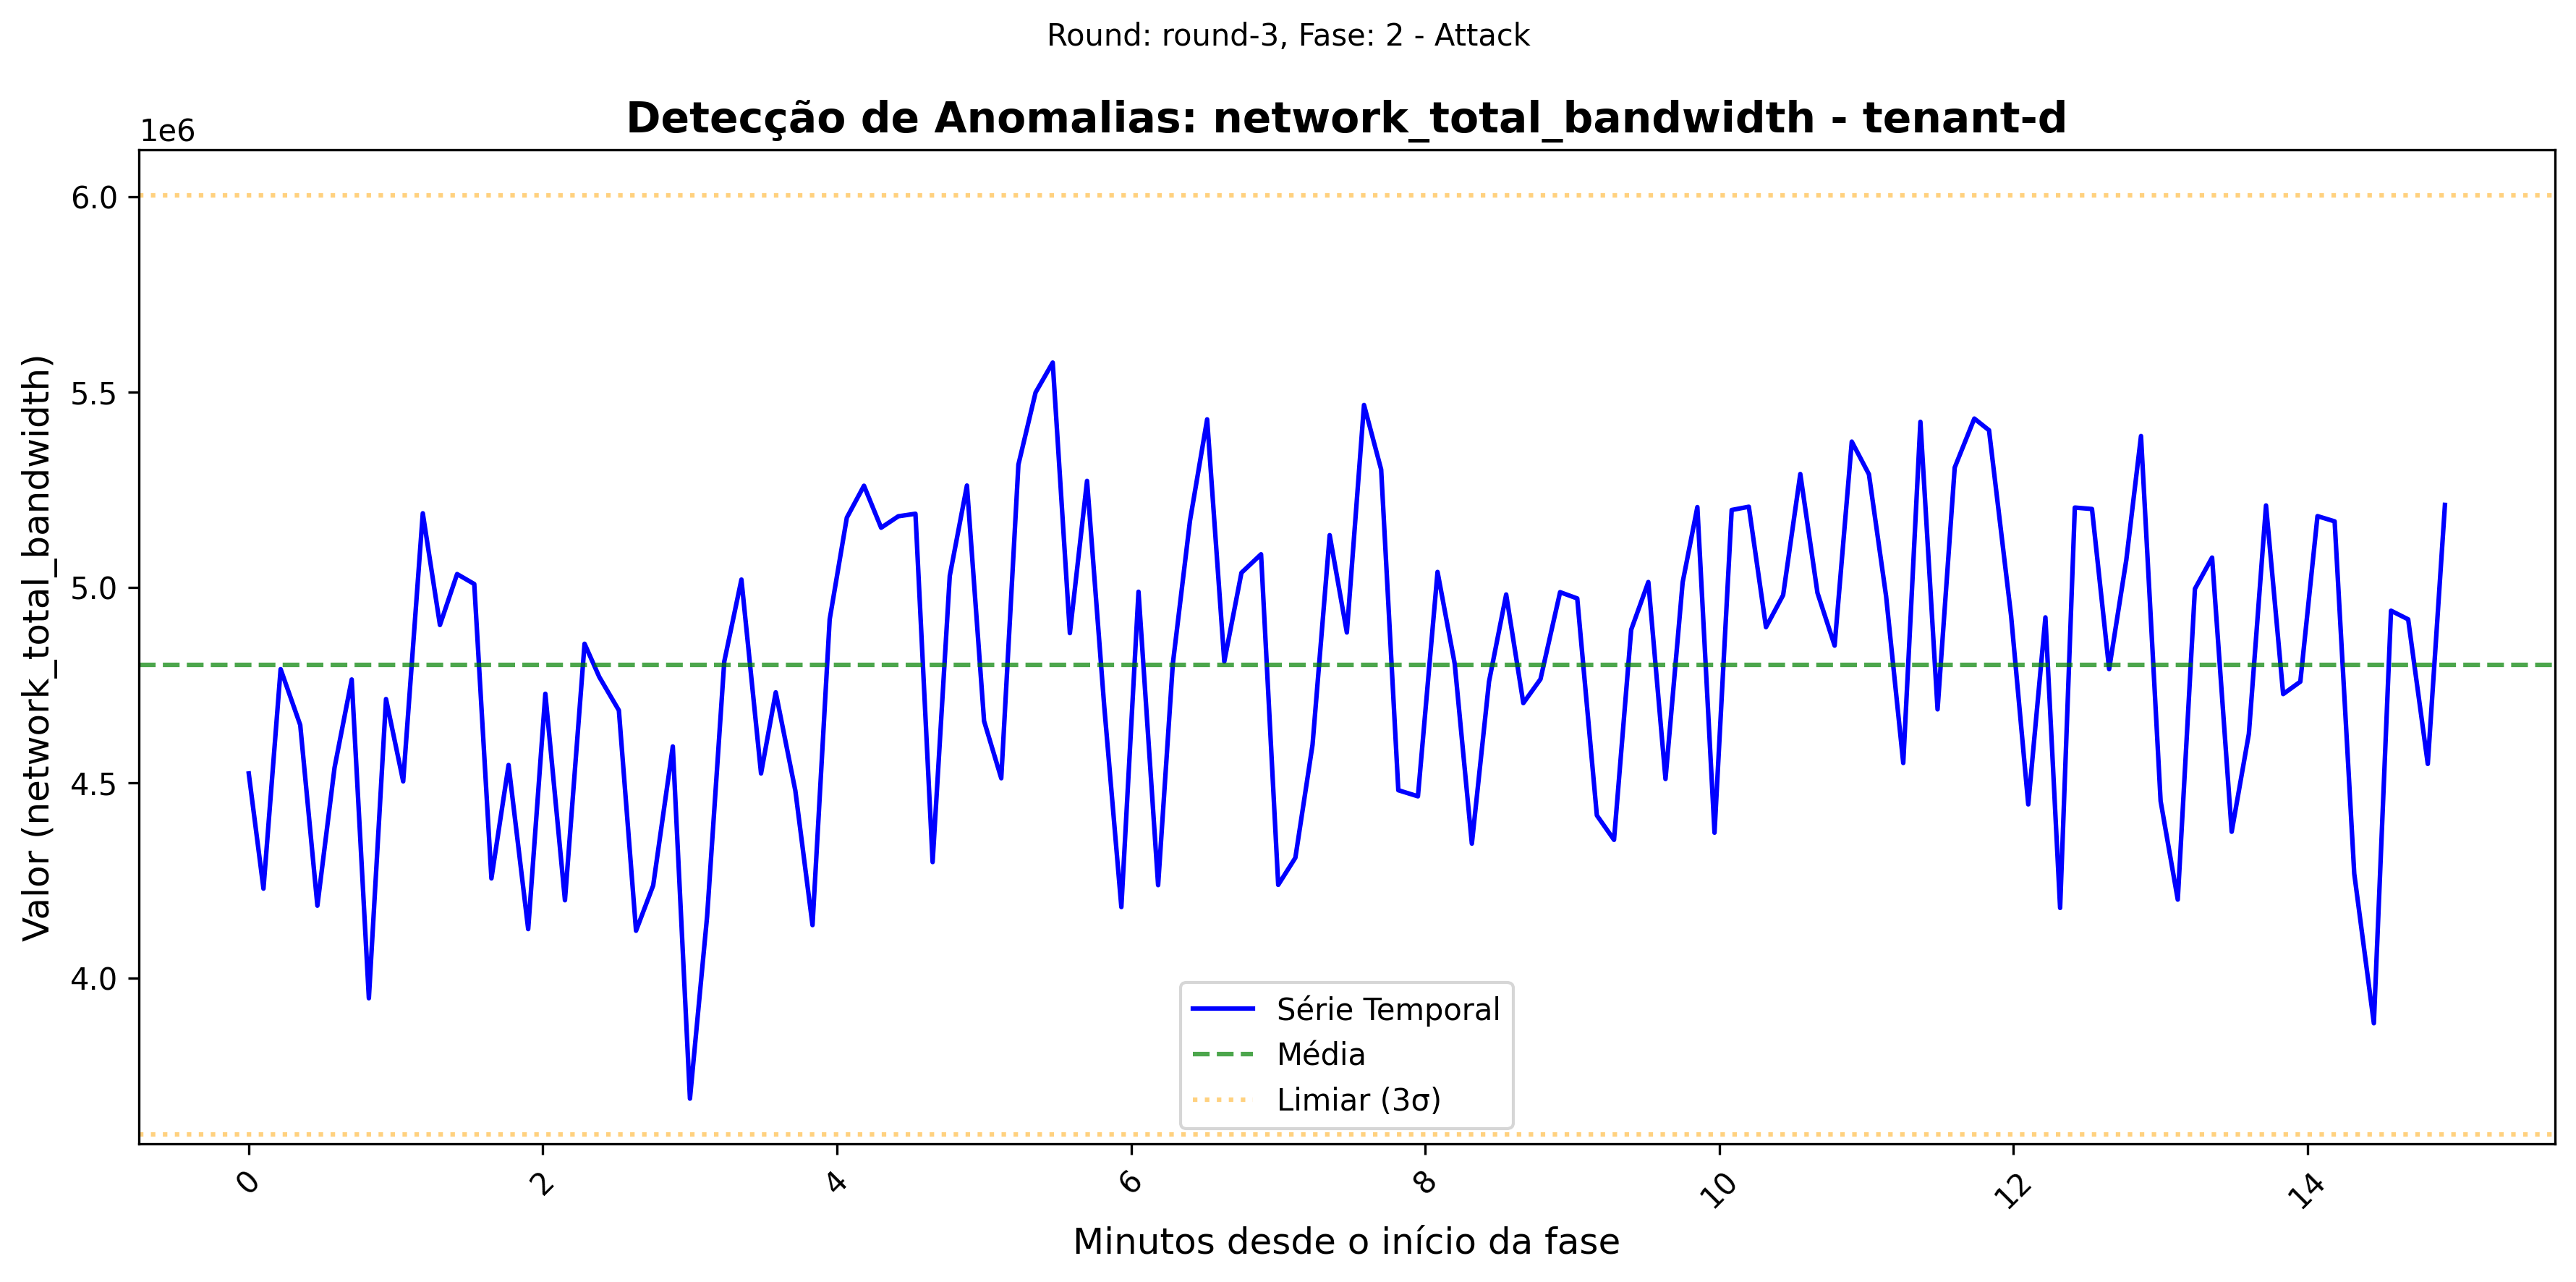 Round: round-3, Fase: 2 - Attack
Detecção de Anomalias: network_total_bandwidth - tenant-d
1e6
6.0
5.5
5.0
4.5
4.0
Valor (network_total_bandwidth)
Série Temporal
Média
Limiar (3σ)
0 2 4 6 8 10 12 14
Minutos desde o início da fase